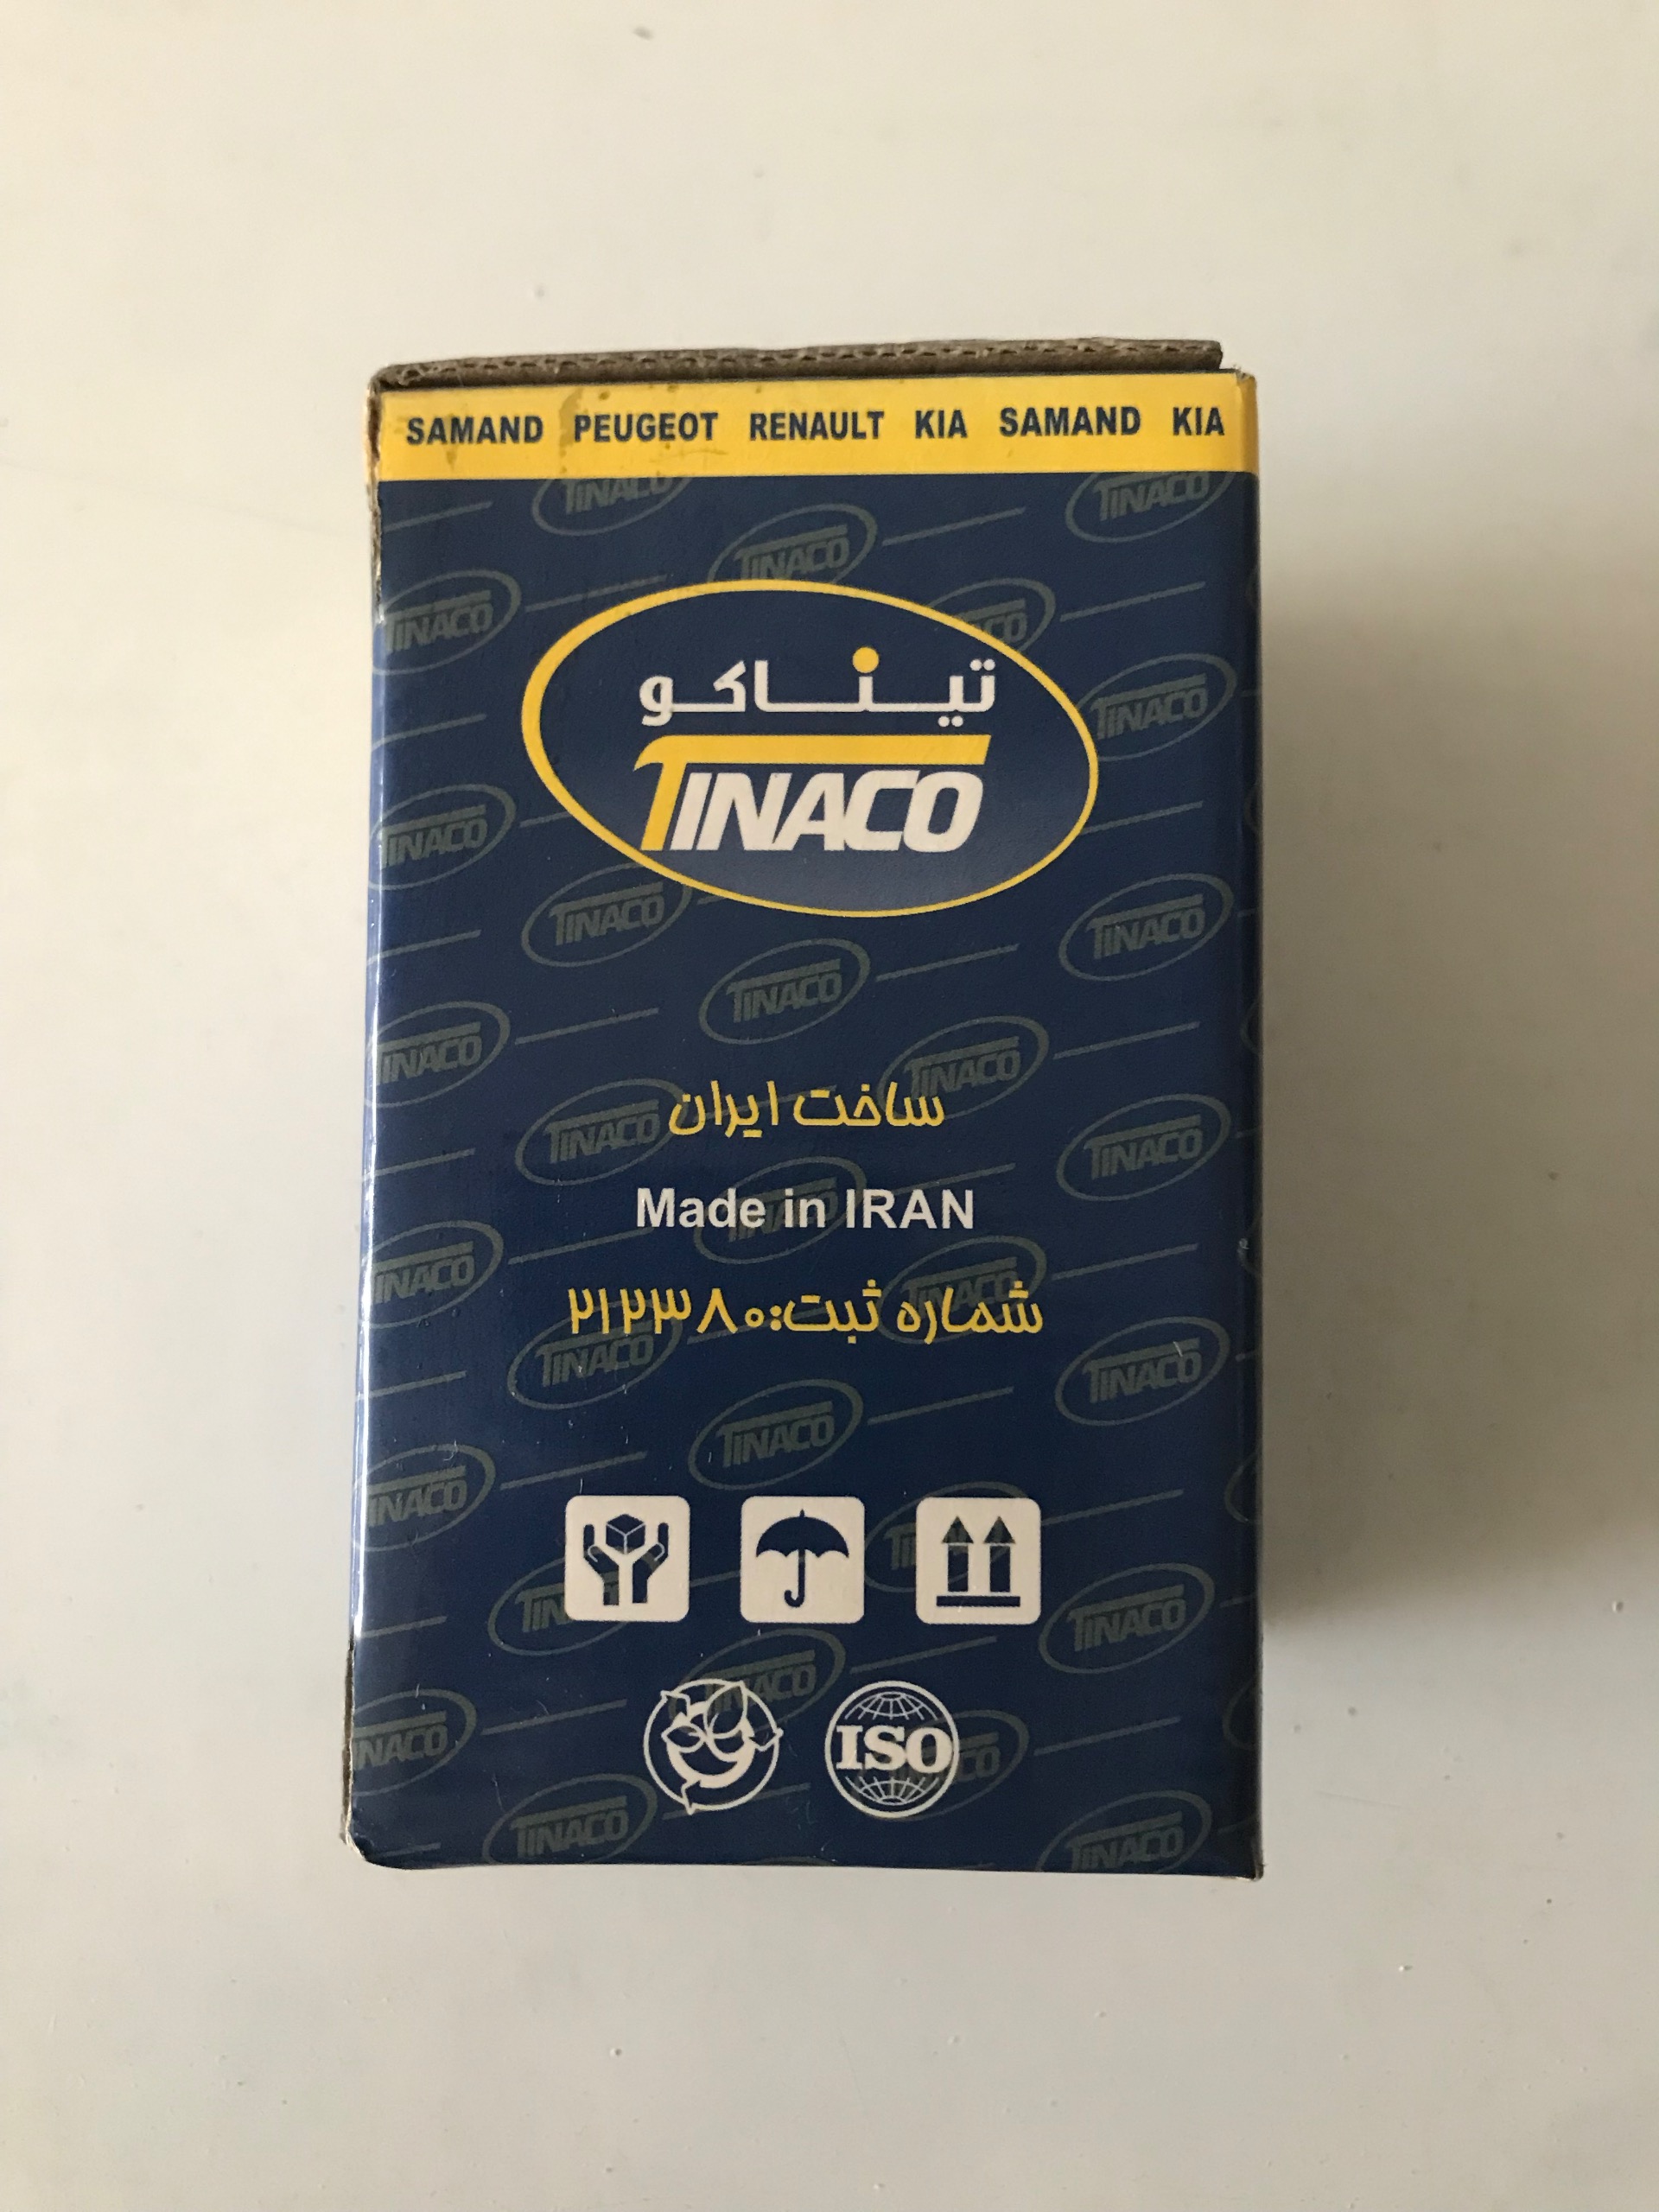 SAMAND PEUGEOT RENAULT KIA SAMAND KIA
تیناکو
TINACO
ساخت ایران
Made in IRAN
شماره ثبت:۲۱۲۳۸۰
ISO